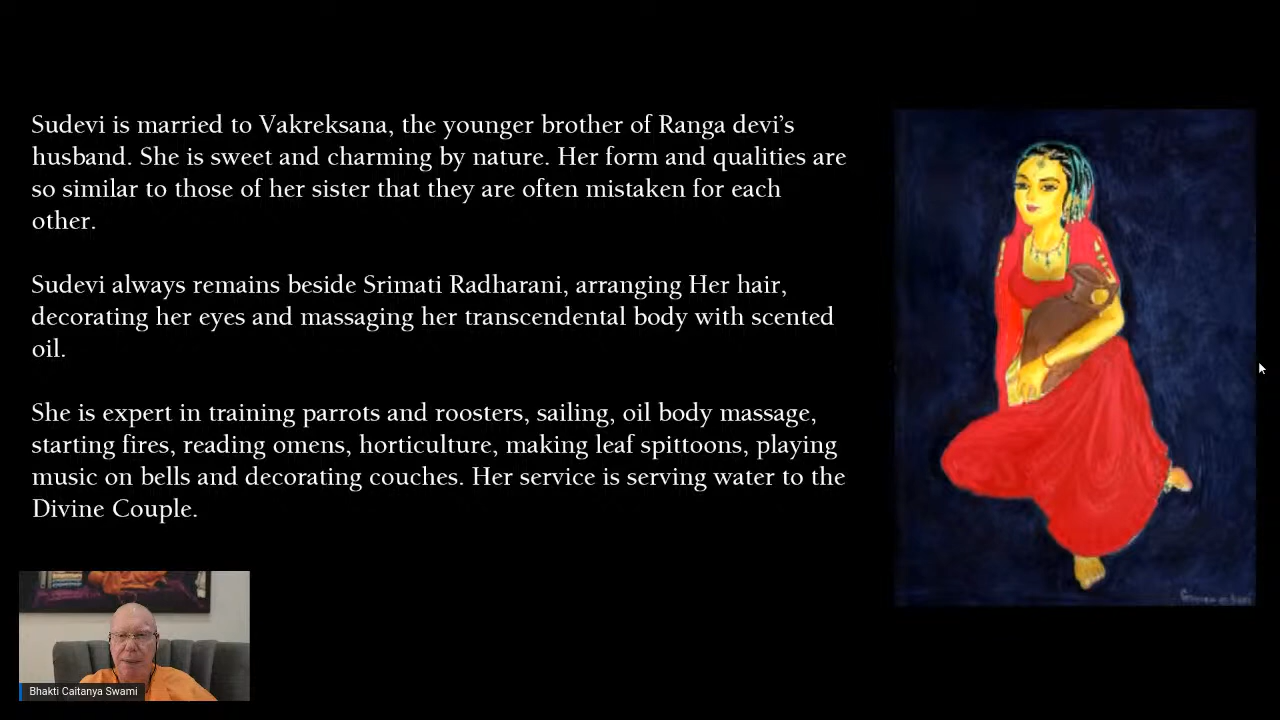 Sudevi is married to Vakreksana, the younger brother of Ranga devi's
husband. She is sweet and charming by nature. Her form and qualities are
so similar to those of her sister that they are often mistaken for each
other.
Sudevi always remains beside Srimati Radharani, arranging Her hair,
decorating her eyes and massaging her transcendental body with scented
oil.
She is expert in training parrots and roosters, sailing, oil body massage,
starting fires, reading omens, horticulture, making leaf spittoons, playing
music on bells and decorating couches. Her service is serving water to the
Divine Couple.
Bhakti Caitanya Swami